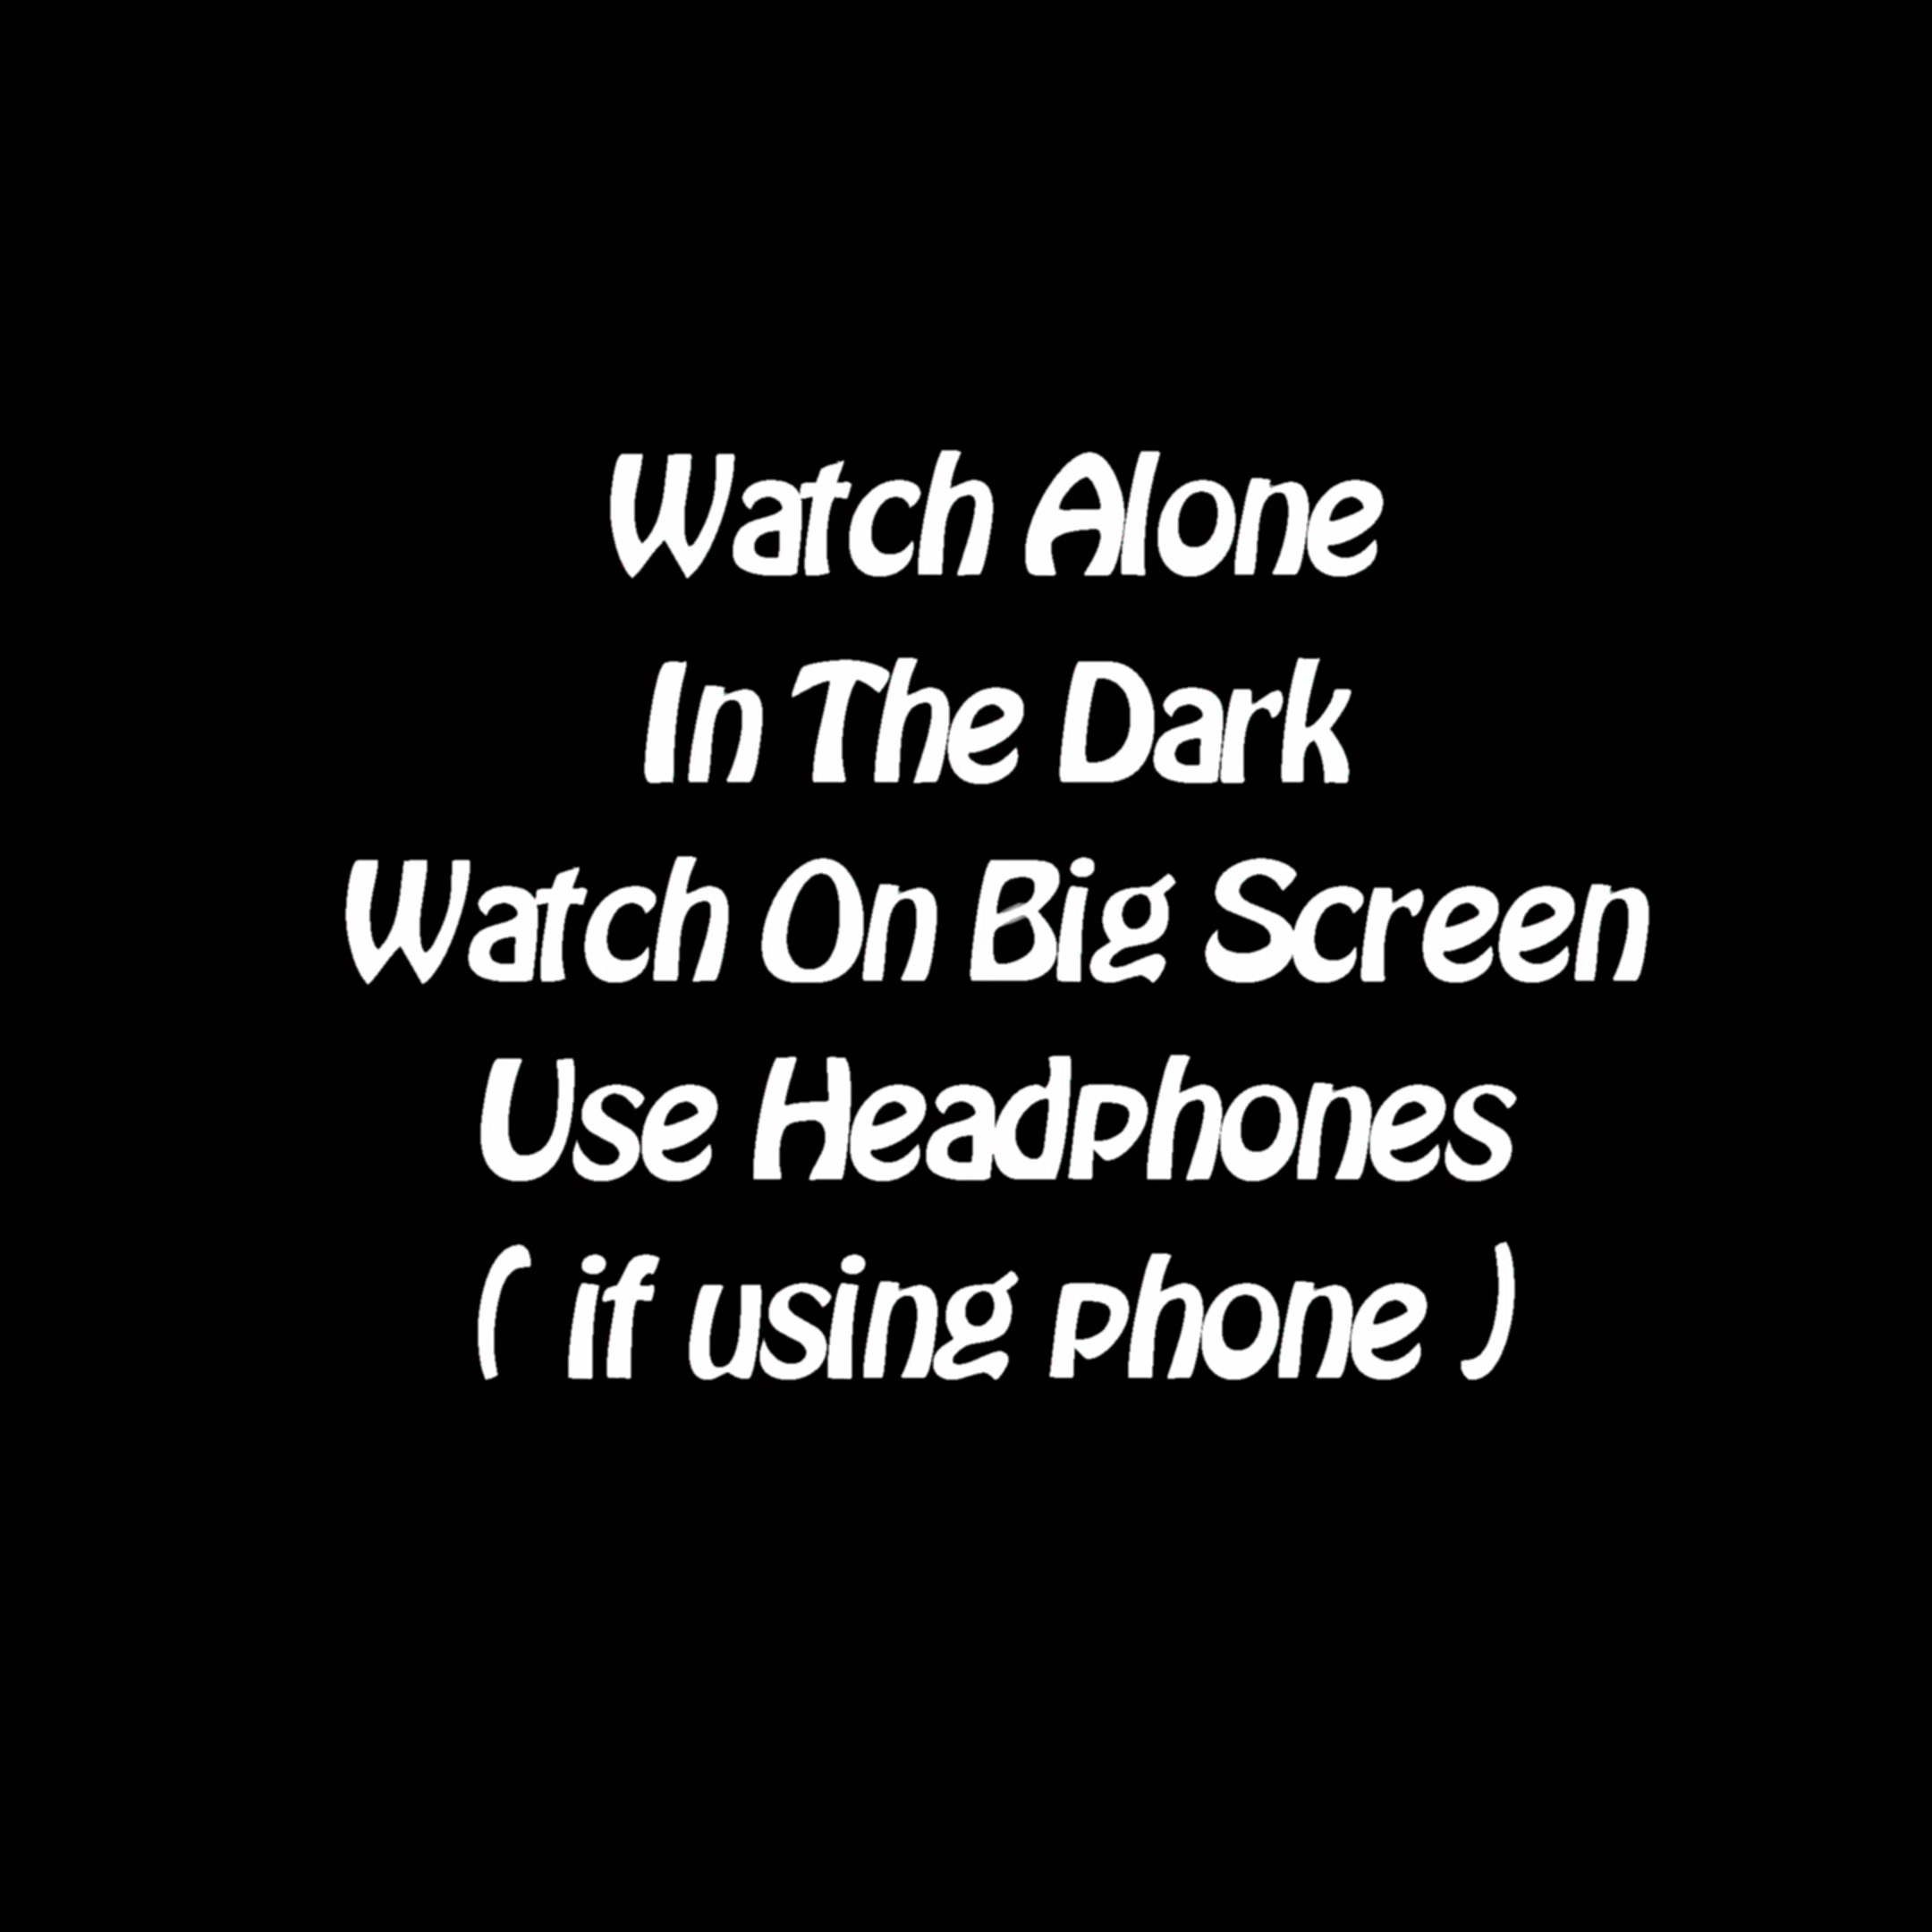 Watch Alone
In The Dark
Watch On Big Screen
Use Headphones
( if using phone )